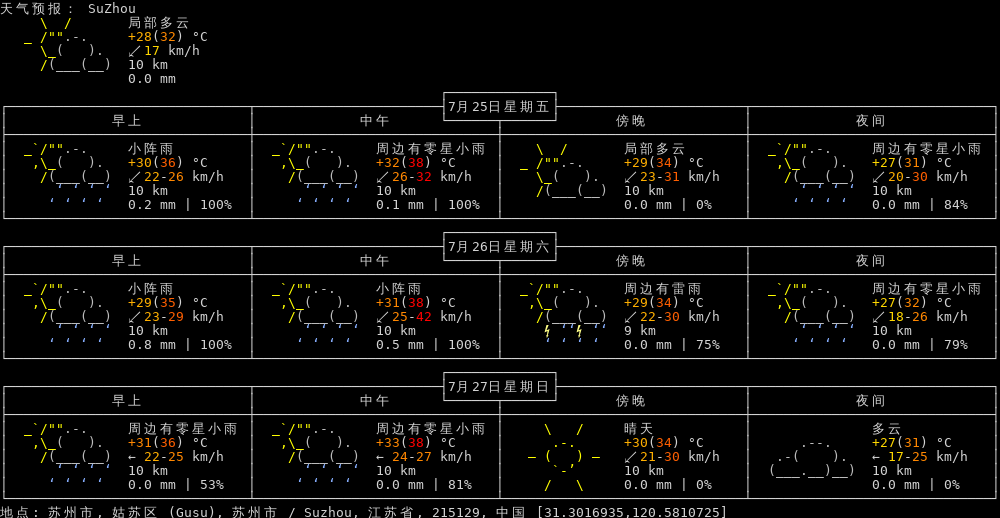 天气预报: SuZhou
局部多云
+28(32) °C
↙17 km/h
10 km
0.0 mm
7月25日星期五
早上 中午 傍晚 夜间
小阵雨 周边有零星小雨 局部多云 周边有零星小雨
+30(36) °C +32(38) °C +29(34) °C +27(31) °C
↙22-26 km/h ↙26-32 km/h ↙23-31 km/h ↙20-30 km/h
10 km 10 km 10 km 10 km
0.2 mm | 100% 0.1 mm | 100% 0.0 mm | 0% 0.0 mm | 84%
7月26日星期六
早上 中午 傍晚 夜间
小阵雨 小阵雨 周边有雷雨 周边有零星小雨
+29(35) °C +31(38) °C +29(34) °C +27(32) °C
↙23-29 km/h ↙25-42 km/h ↙22-30 km/h ↙18-26 km/h
10 km 10 km 9 km 10 km
0.8 mm | 100% 0.5 mm | 100% 0.0 mm | 75% 0.0 mm | 79%
7月27日星期日
早上 中午 傍晚 夜间
周边有零星小雨 周边有零星小雨 晴天 多云
+31(36) °C +33(38) °C +30(34) °C +27(31) °C
← 22-25 km/h ← 24-27 km/h ↙21-30 km/h ← 17-25 km/h
10 km 10 km 10 km 10 km
0.0 mm | 53% 0.0 mm | 81% 0.0 mm | 0% 0.0 mm | 0%
地点: 苏州市, 姑苏区 (Gusu), 苏州市 / Suzhou, 江苏省, 215129, 中国 [31.3016935,120.5810725]